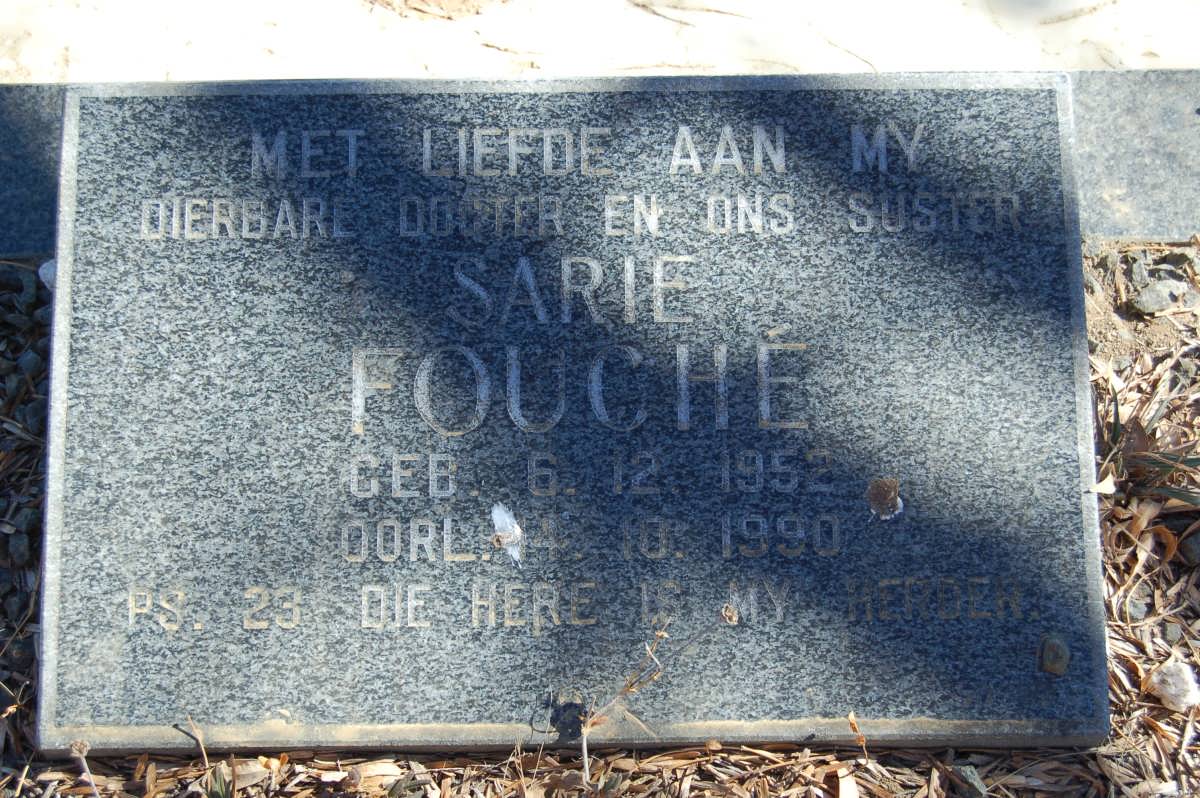 MET LIEFDE AAN MY
DIERBARE DOGTER EN ONS SUSTER
SARIE
FOUCHÉ
GEB. 6. 12. 1952
OORL. 10. 1990
PS. 23 DIE HERE IS MY HERDER.